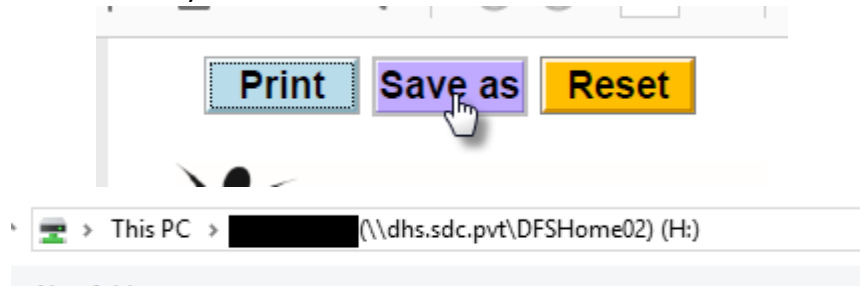 Print Save as Reset
> This PC > (\\dhs.sdc.pvt\DFSHome02) (H:)